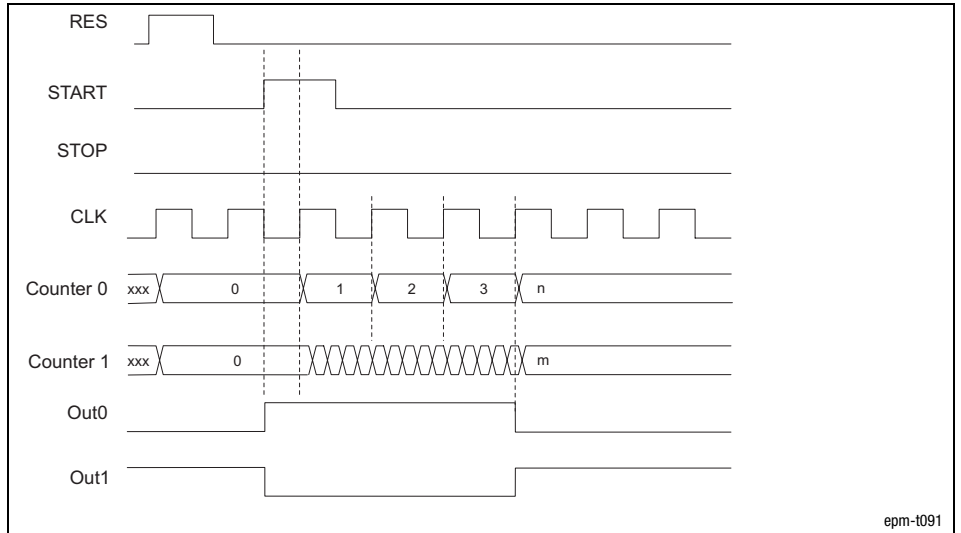 RES
START
STOP
CLK
Counter 0 xxx 0 1 2 3 n
Counter 1 xxx 0 m
Out0
Out1
epm-t091